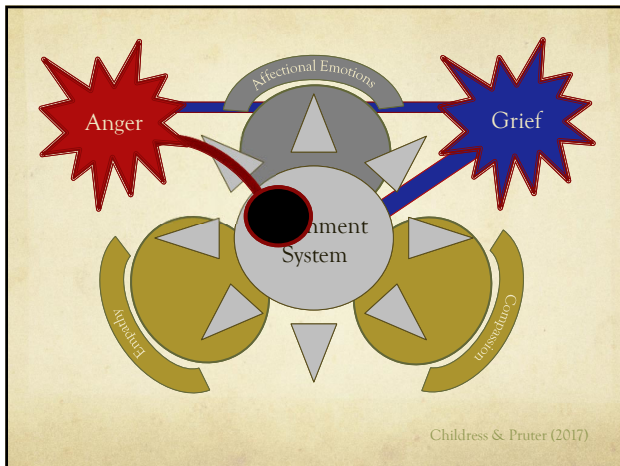 Affectional Emotions
Anger
Grief
nment
System
Empathy
Compassion
Childress & Pruter (2017)